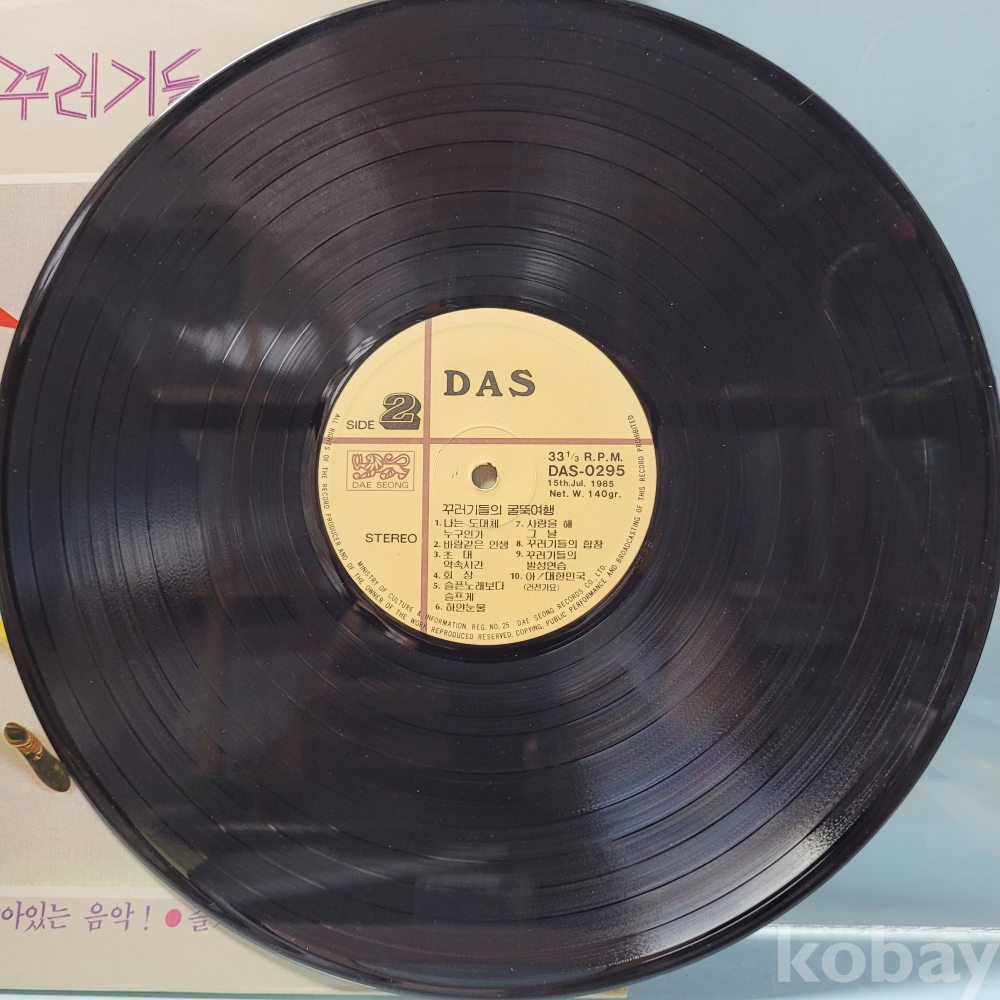 DAS
SIDE 2
33 1/3 R.P.M.
DAS-0295
15th.Jul. 1985
Net. W. 140gr.
DAE SEONG
STEREO
꾸러기들의 굴뚝여행
1. 나는 도대체
누구인가
2. 바람같은 인생
3. 초 대
약속시간
4. 회 상
5. 슬픈노래보다
슬프게
6. 하얀눈물
7. 사랑을 해
그 날
8. 꾸러기들의 합창
9. 꾸러기들의
발성연습
10. 아!대한민국
(건전가요)
ALL RIGHTS OF THE RECORD PRODUCER AND OF THE OWNER OF THE WORK REPRODUCED RESERVED. COPYING, PUBLIC PERFORMANCE AND BROADCASTING OF THIS RECORD PROHIBITED
MINISTRY OF CULTURE & INFORMATION REG. NO. 25 DAE SEONG RECORDS CO., LTD.
아있는 음악! ●
kobay